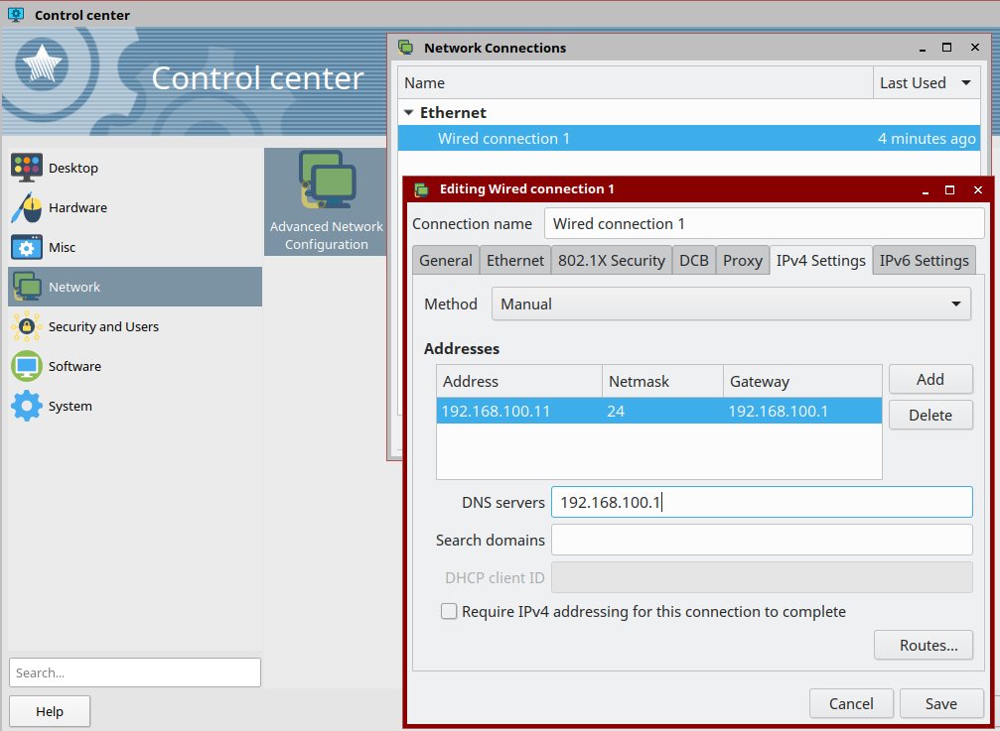 Control center
Control center
Desktop
Hardware
Misc
Network
Security and Users
Software
System
Search...
Help
Advanced Network
Configuration
Network Connections
Name Last Used
Ethernet
Wired connection 1 4 minutes ago
Editing Wired connection 1
Connection name Wired connection 1
General Ethernet 802.1X Security DCB Proxy IPv4 Settings IPv6 Settings
Method Manual
Addresses
Address Netmask Gateway
192.168.100.11 24 192.168.100.1
Add
Delete
DNS servers 192.168.100.1
Search domains
DHCP client ID
Require IPv4 addressing for this connection to complete
Routes...
Cancel Save